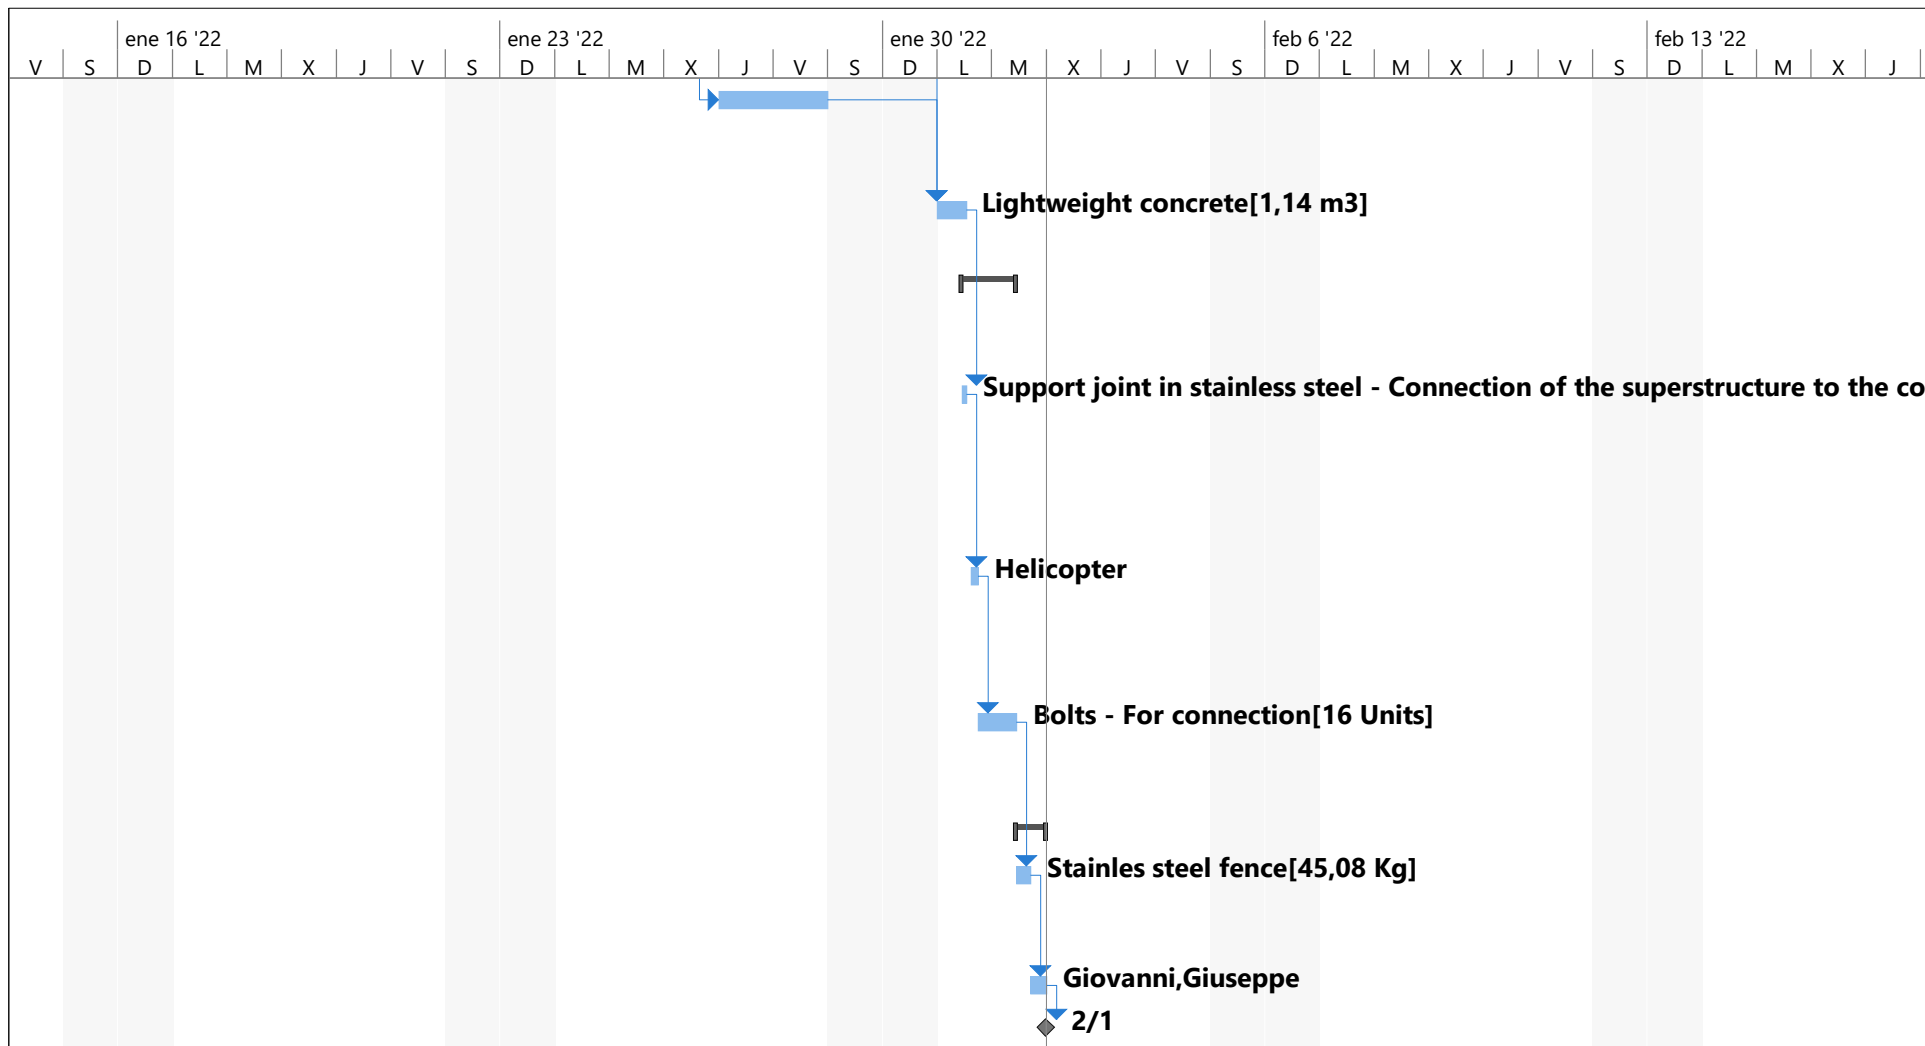 ene 16 '22 ene 23 '22 ene 30 '22 feb 6 '22 feb 13 '22
V S D L M X J V S D L M X J V S D L M X J V S D L M X J V S D L M X J
Lightweight concrete[1,14 m3]
Support joint in stainless steel - Connection of the superstructure to the co
Helicopter
Bolts - For connection[16 Units]
Stainles steel fence[45,08 Kg]
Giovanni,Giuseppe
2/1